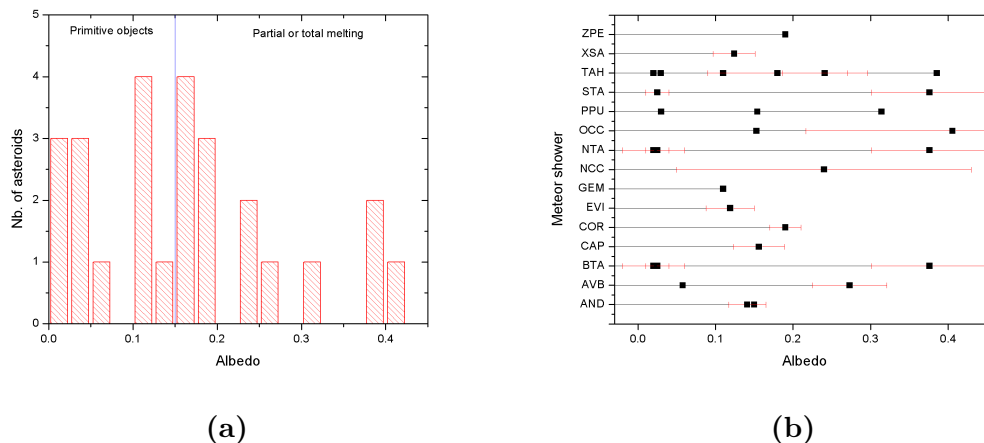 5
4
3
2
1
0
Nb. of asteroids
Primitive objects
Partial or total melting
0.0 0.1 0.2 0.3 0.4
Albedo
(a)
Meteor shower
ZPE
XSA
TAH
STA
PPU
OCC
NTA
NCC
GEM
EVI
COR
CAP
BTA
AVB
AND
0.0 0.1 0.2 0.3 0.4
Albedo
(b)